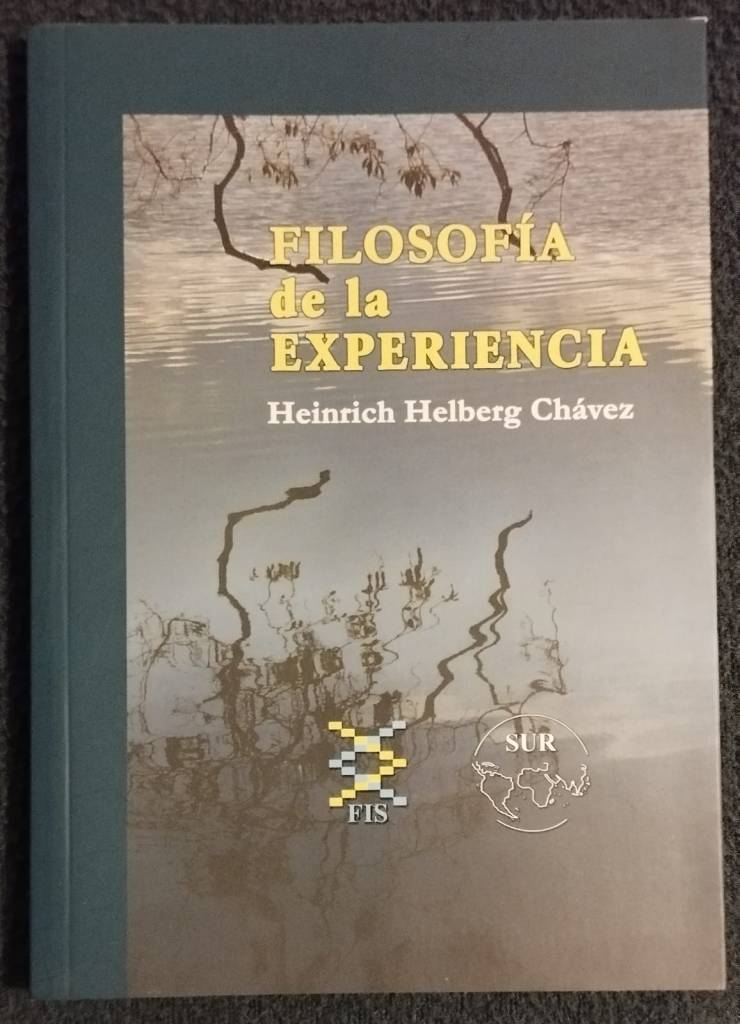 FILOSOFÍA
de la
EXPERIENCIA
Heinrich Helberg Chávez
FIS
SUR